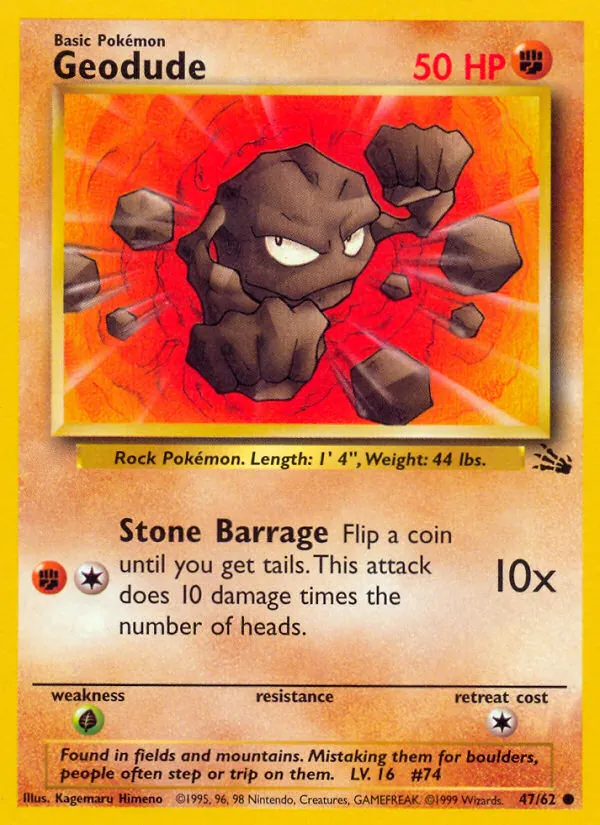 Basic Pokémon
Geodude 50 HP
Rock Pokémon. Length: 1' 4", Weight: 44 lbs.
Stone Barrage Flip a coin
until you get tails. This attack
does 10 damage times the
number of heads.
10x
weakness resistance retreat cost
Found in fields and mountains. Mistaking them for boulders,
people often step or trip on them. LV. 16 #74
Illus. Kagemaru Himeno ©1995, 96, 98 Nintendo, Creatures, GAMEFREAK. ©1999 Wizards. 47/62